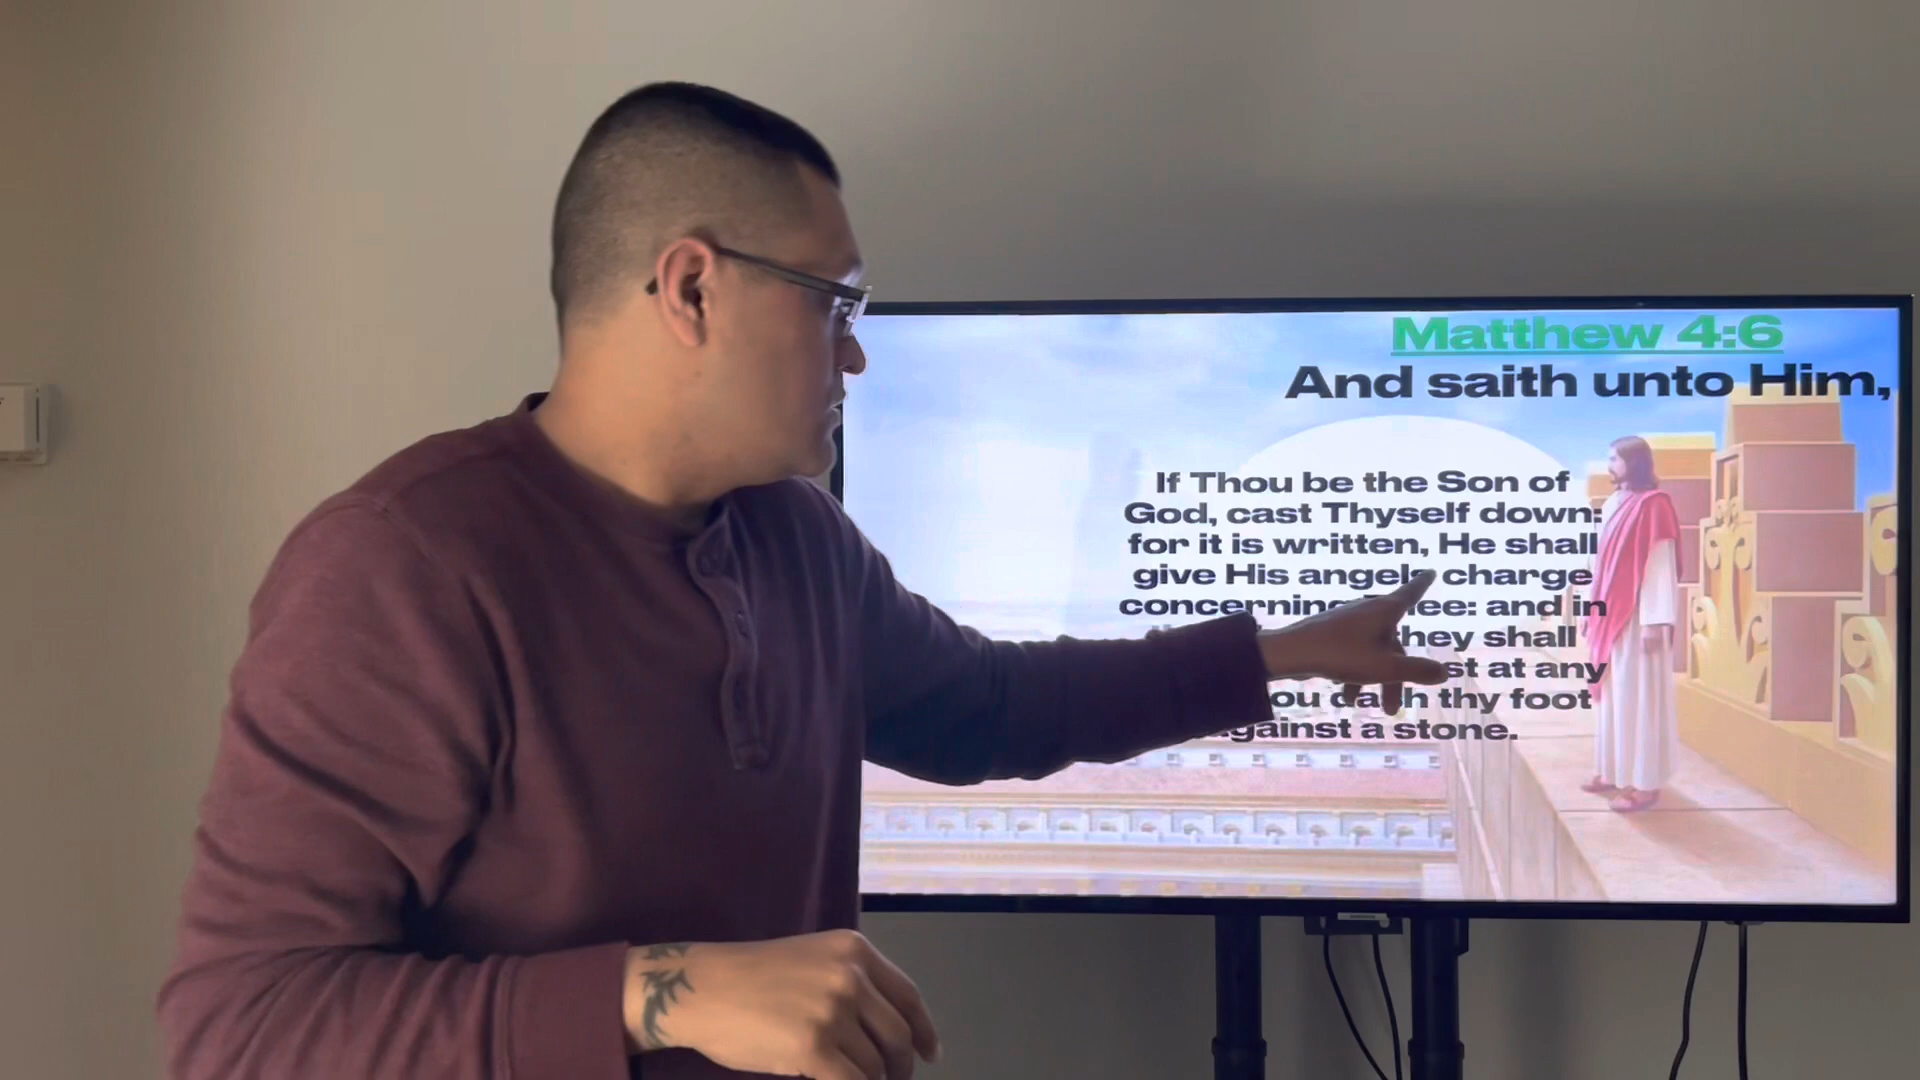 Matthew 4:6
And saith unto Him,
If Thou be the Son of
God, cast Thyself down:
for it is written, He shall
give His angels charge
concerning Thee: and in
they shall
at any
dash thy foot
against a stone.